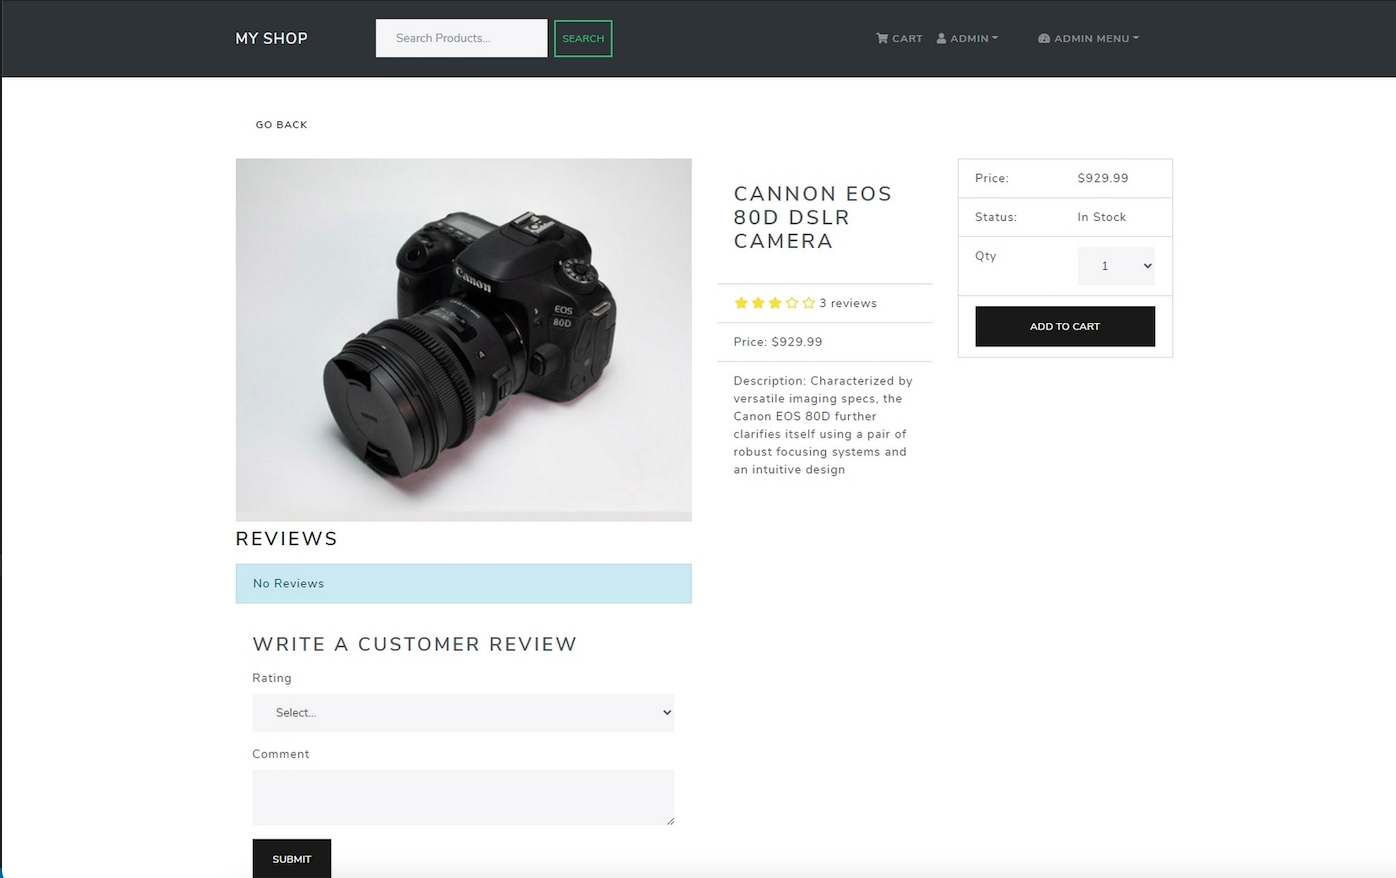 MY SHOP
Search Products...
SEARCH
CART
ADMIN
ADMIN MENU
GO BACK
Canon
EOS
80D
A
CANNON EOS
80D DSLR
CAMERA
3 reviews
Price: $929.99
Description: Characterized by
versatile imaging specs, the
Canon EOS 80D further
clarifies itself using a pair of
robust focusing systems and
an intuitive design
Price: $929.99
Status: In Stock
Qty 1
ADD TO CART
REVIEWS
No Reviews
WRITE A CUSTOMER REVIEW
Rating
Select...
Comment
SUBMIT